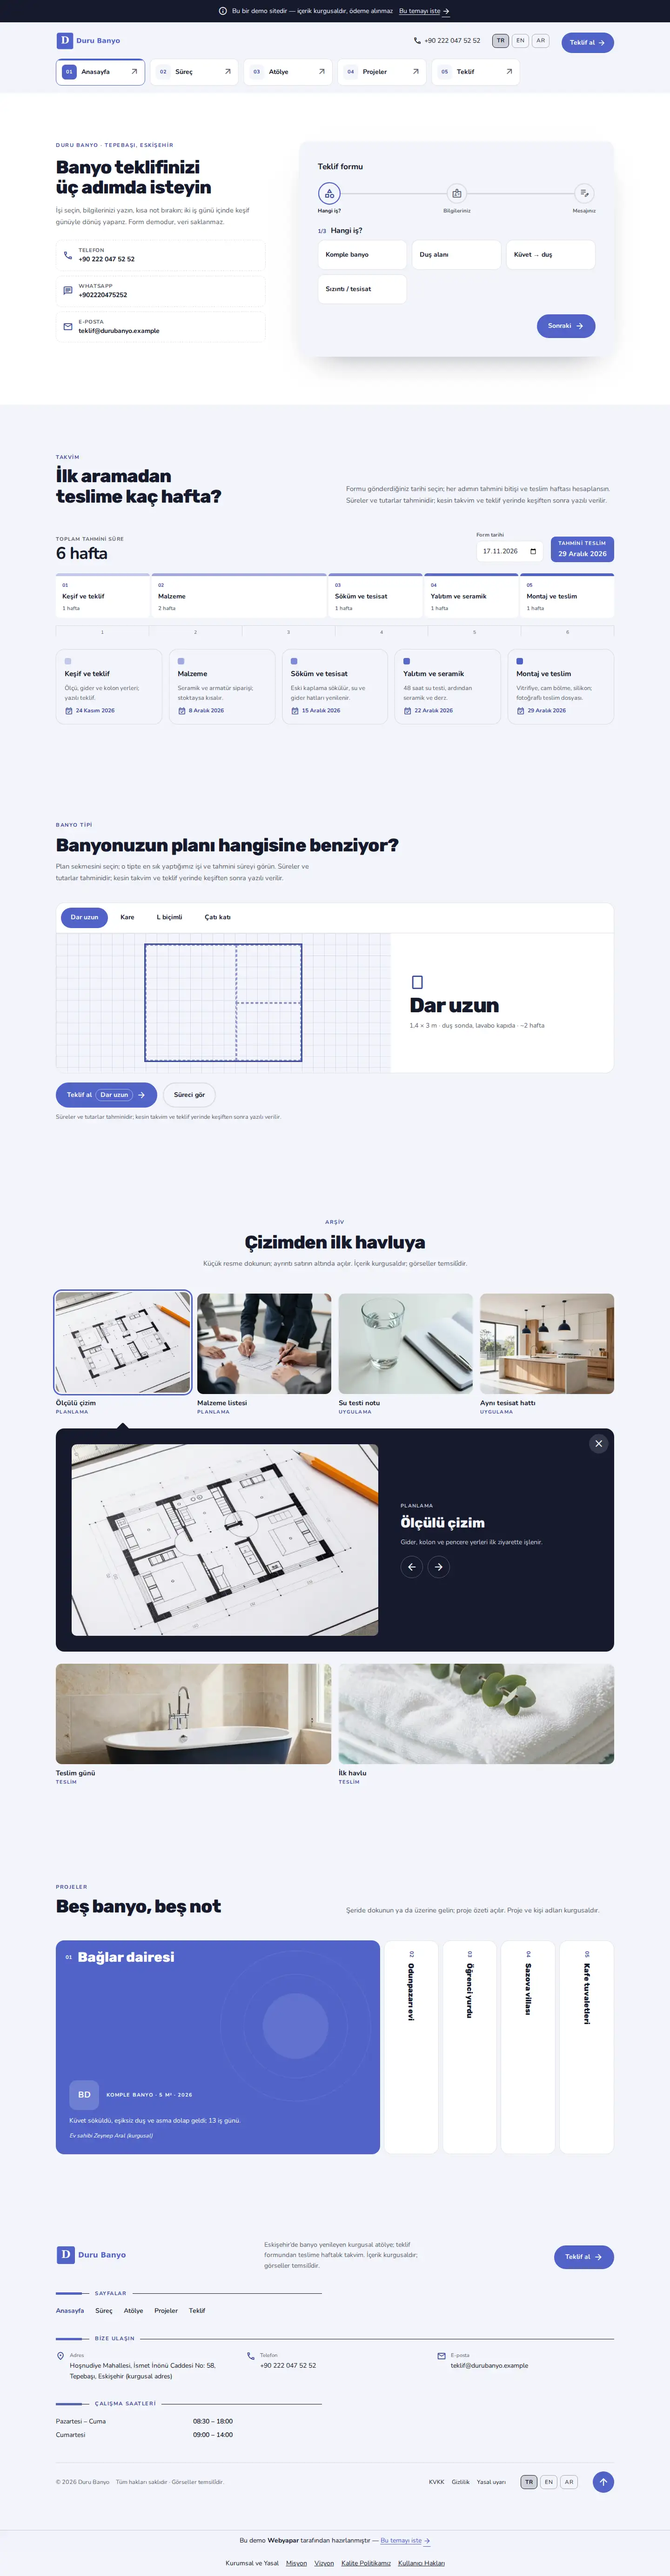 Bu bir demo sitedir — içerik kurgusaldır, ödeme alınmaz Bu temayı iste →
D Duru Banyo
+90 222 047 52 52
TR EN AR
Teklif al →
01 Anasayfa
02 Süreç
03 Atölye
04 Projeler
05 Teklif
DURU BANYO · TEPEBAŞI, ESKİŞEHİR
Banyo teklifinizi
üç adımda isteyin
İşi seçin, bilgilerinizi yazın, kısa not bırakın; iki iş günü içinde keşif
günüyle dönüş yaparız. Form demodur, veri saklanmaz.
TELEFON
+90 222 047 52 52
WHATSAPP
+902220475252
E-POSTA
teklif@durubanyo.example
Teklif formu
Hangi iş?
Bilgileriniz
Mesajınız
1/3 Hangi iş?
Komple banyo
Duş alanı
Küvet → duş
Sızıntı / tesisat
Sonraki →
TAKVİM
İlk aramadan
teslime kaç hafta?
Formu gönderdiğiniz tarihi seçin; her adımın tahmini bitişi ve teslim haftası hesaplansın.
Süreler ve tutarlar tahminidir; kesin takvim ve teklif yerinde keşiften sonra yazılı verilir.
TOPLAM TAHMİNİ SÜRE
6 hafta
Form tarihi
17.11.2026
TAHMİNİ TESLİM
29 Aralık 2026
01
Keşif ve teklif
1 hafta
02
Malzeme
2 hafta
03
Söküm ve tesisat
1 hafta
04
Yalıtım ve seramik
1 hafta
05
Montaj ve teslim
1 hafta
1 2 3 4 5 6
Keşif ve teklif
Ölçü, gider ve kolon yerleri;
yazılı teklif.
24 Kasım 2026
Malzeme
Seramik ve armatür siparişi;
stoktaysa kısalır.
8 Aralık 2026
Söküm ve tesisat
Eski kaplama sökülür, su ve
gider hatları yenilenir.
15 Aralık 2026
Yalıtım ve seramik
48 saat su testi, ardından
seramik ve derz.
22 Aralık 2026
Montaj ve teslim
Vitrifiye, cam bölme, silikon;
fotoğraflı teslim dosyası.
29 Aralık 2026
BANYO TİPİ
Banyonuzun planı hangisine benziyor?
Plan sekmesini seçin; o tipte en sık yaptığımız işi ve tahmini süreyi görürsünüz. Süreler ve
tutarlar tahminidir; kesin takvim ve teklif yerinde keşiften sonra yazılı verilir.
Dar uzun
Kare
L biçimli
Çatı katı
Dar uzun
1,4 × 3 m · duş sonda, lavabo kapıda · ~2 hafta
Teklif al Dar uzun →
Süreci gör
Süreler ve tutarlar tahminidir; kesin takvim ve teklif yerinde keşiften sonra yazılı verilir.
ARŞİV
Çizimden ilk havluya
Küçük resme dokunun; ayrıntı satırın altında açılır. İçerik kurgusaldır; görseller temsilîdir.
Ölçülü çizim
PLANLAMA
Malzeme listesi
PLANLAMA
Su testi notu
UYGULAMA
Aynı tesisat hattı
UYGULAMA
PLANLAMA
Ölçülü çizim
Gider, kolon ve pencere yerleri ilk ziyarette işlenir.
Teslim günü
TESLİM
İlk havlu
TESLİM
PROJELER
Beş banyo, beş not
Şeride dokunun ya da üzerine gelin; proje özeti açılır. Proje ve kişi adları kurgusaldır.
01 Bağlar dairesi
BD
KOMPLE BANYO · 5 M² · 2026
Küvet söküldü, eşiksiz duş ve asma dolap geldi; 13 iş günü.
Ev sahibi Zeynep Aral (kurgusal)
02 Odunpazarı evi
03 Öğrenci yurdu
04 Sazova villası
05 Kafe tuvaletleri
D Duru Banyo
Eskişehir'de banyo yenileyen kurgusal atölye; teklif
formundan teslime haftalık takvim. İçerik kurgusaldır;
görseller temsilîdir.
Teklif al →
SAYFALAR
Anasayfa Süreç Atölye Projeler Teklif
BİZE ULAŞIN
Adres
Hoşnudiye Mahallesi, İsmet İnönü Caddesi No: 58,
Tepebaşı, Eskişehir (kurgusal adres)
Telefon
+90 222 047 52 52
E-posta
teklif@durubanyo.example
ÇALIŞMA SAATLERİ
Pazartesi – Cuma 08:30 – 18:00
Cumartesi 09:00 – 14:00
© 2026 Duru Banyo Tüm hakları saklıdır · Görseller temsilîdir.
KVKK Gizlilik Yasal uyarı
TR EN AR
Bu demo Webyapar tarafından hazırlanmıştır — Bu temayı iste →
Kurumsal ve Yasal Misyon Vizyon Kalite Politikamız Kullanıcı Hakları